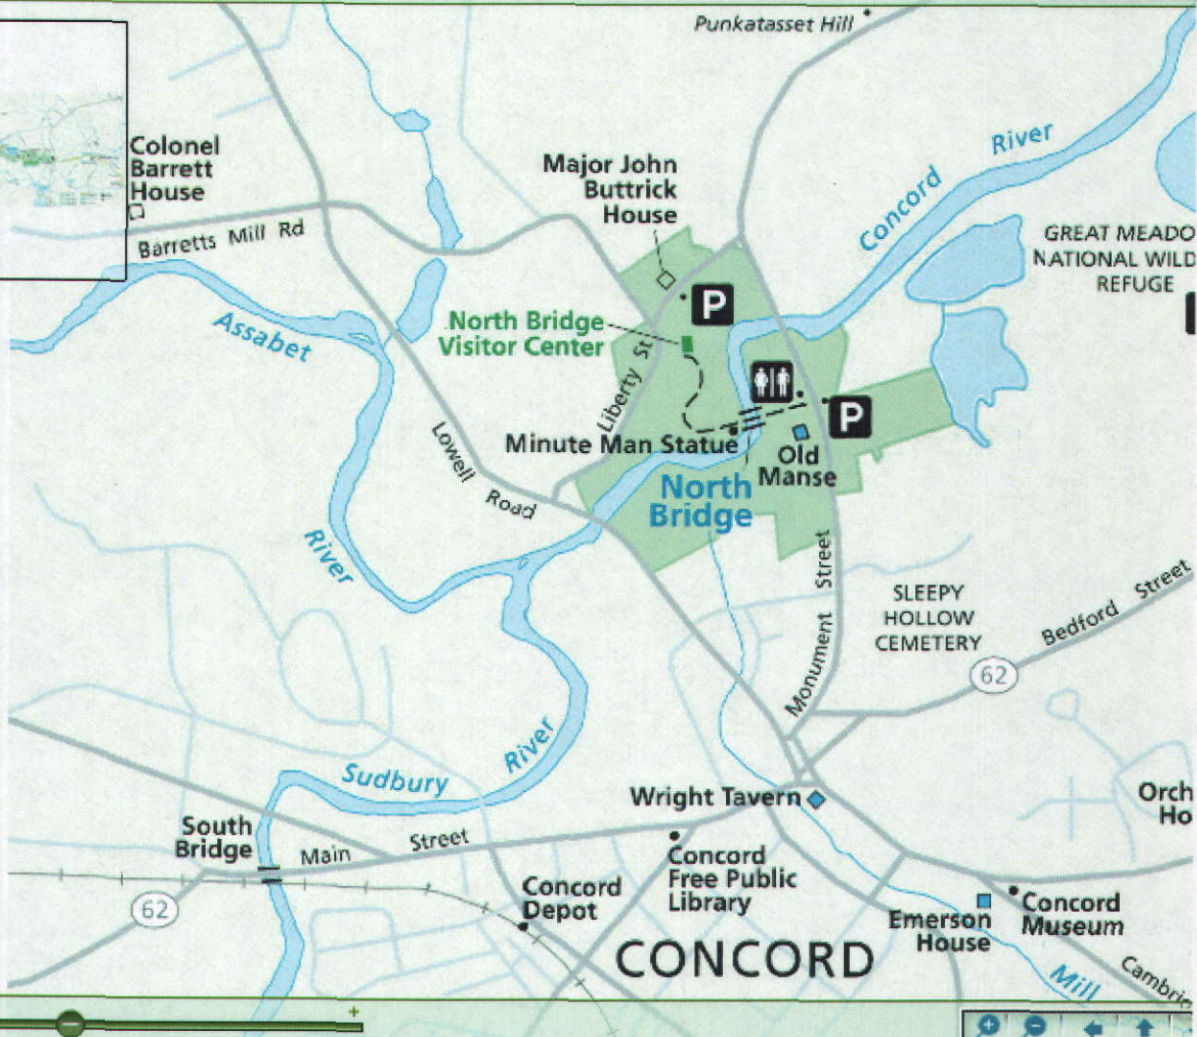 Punkatasset Hill
Colonel
Barrett
House
Barretts Mill Rd
Major John
Buttrick
House
Concord
River
GREAT MEADO
NATIONAL WILD
REFUGE
P
North Bridge
Visitor Center
Assabet
River
Liberty St
Lowell
Road
Minute Man Statue
P
Old
Manse
North
Bridge
Monument Street
SLEEPY
HOLLOW
CEMETERY
Bedford Street
62
Sudbury
River
Wright Tavern
Orch
Ho
South
Bridge
Main Street
62
Concord
Depot
Concord
Free Public
Library
CONCORD
Emerson
House
Concord
Museum
Mill
Cambrid